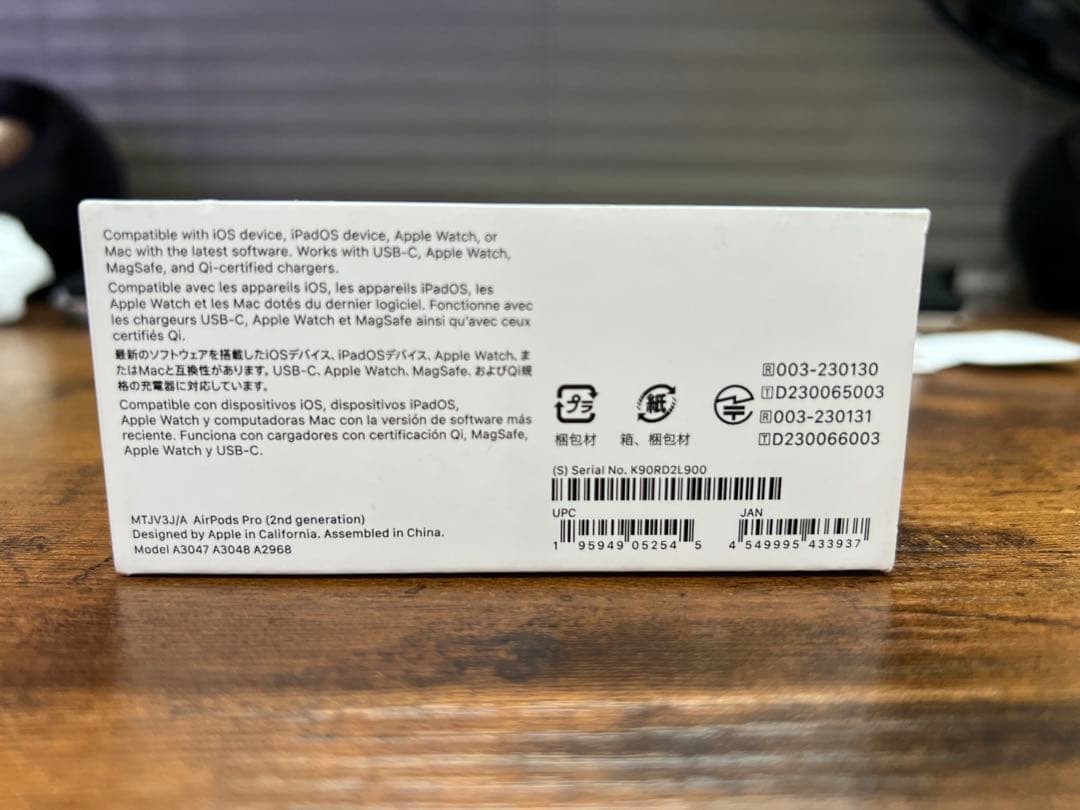 Compatible with iOS device, iPadOS device, Apple Watch, or
Mac with the latest software. Works with USB-C, Apple Watch,
MagSafe, and Qi-certified chargers.
Compatible avec les appareils iOS, les appareils iPadOS, les
Apple Watch et les Mac dotés du dernier logiciel. Fonctionne avec
les chargeurs USB-C, Apple Watch et MagSafe ainsi qu'avec ceux
certifiés Qi.
最新のソフトウェアを搭載したiOSデバイス、iPadOSデバイス、Apple Watch、ま
たはMacと互換性があります。USB-C、Apple Watch、MagSafe、およびQi規
格の充電器に対応しています。
Compatible con dispositivos iOS, dispositivos iPadOS,
Apple Watch y computadoras Mac con la versión de software más
reciente. Funciona con cargadores con certificación Qi, MagSafe,
Apple Watch y USB-C.
MTJV3J/A AirPods Pro (2nd generation)
Designed by Apple in California. Assembled in China.
Model A3047 A3048 A2968
プラ
梱包材
紙
箱、梱包材
R 003-230130
T D230065003
R 003-230131
T D230066003
(S) Serial No. K90RD2L900
UPC
1 95949 05254 5
JAN
4 549995 433937